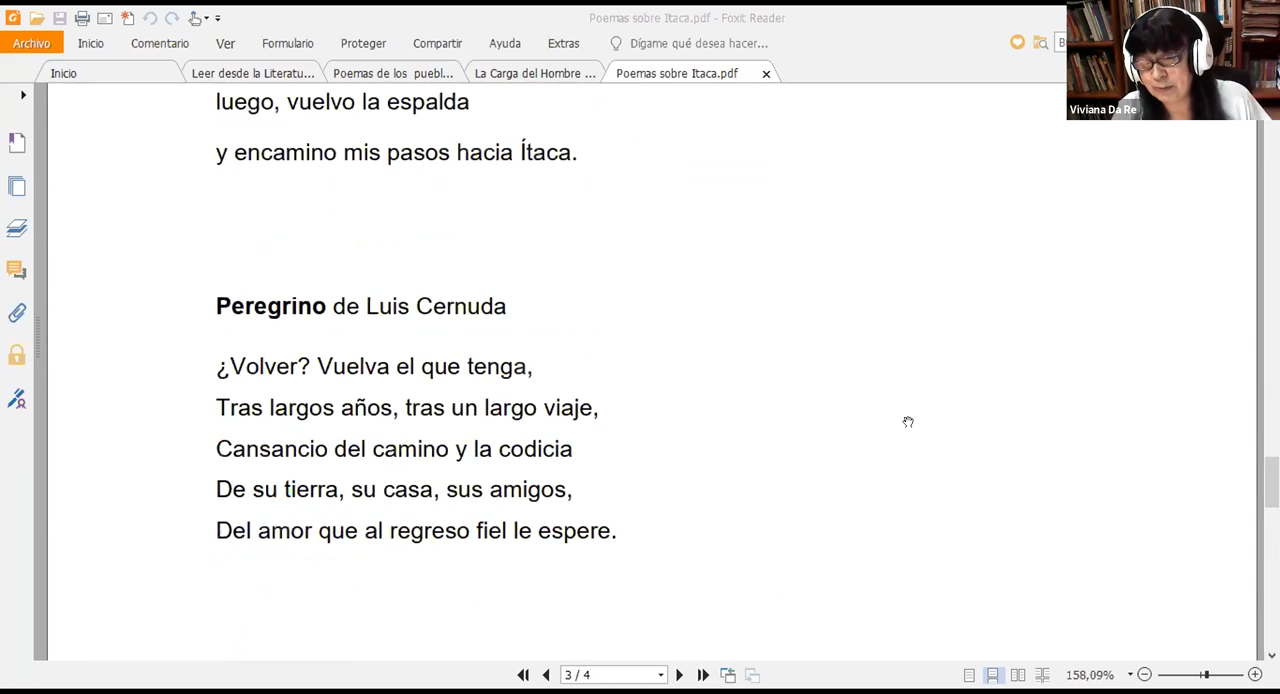 Poemas sobre Itaca.pdf - Foxit Reader
Archivo Inicio Comentario Ver Formulario Proteger Compartir Ayuda Extras Dígame qué desea hacer...
Inicio Leer desde la Literatu... Poemas de los puebl... La Carga del Hombre ... Poemas sobre Itaca.pdf
Viviana Da Re
luego, vuelvo la espalda
y encamino mis pasos hacia Ítaca.
Peregrino de Luis Cernuda
¿Volver? Vuelva el que tenga,
Tras largos años, tras un largo viaje,
Cansancio del camino y la codicia
De su tierra, su casa, sus amigos,
Del amor que al regreso fiel le espere.
3 / 4
158,09%